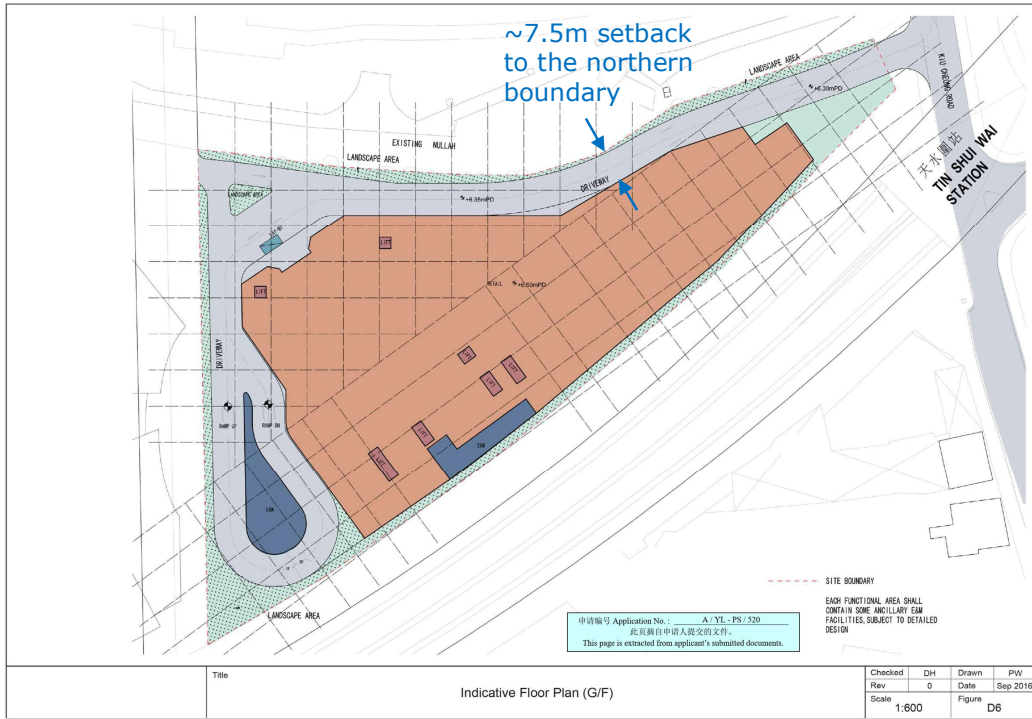 ~7.5m setback
to the northern
boundary
LANDSCAPE AREA
+6.30mPD
KIU CHEONG ROAD
天水圍站
TIN SHUI WAI
STATION
EXISTING NULLAH
LANDSCAPE AREA
DRIVEWAY
LANDSCAPE AREA
+6.35mPD
LAY-BY
LIFT
LIFT
RETAIL
+6.60mPD
DRIVEWAY
LIFT
LIFT
LIFT
RAMP UP
RAMP DN
LIFT
E&M
LIFT
E&M
LANDSCAPE AREA
SITE BOUNDARY
EACH FUNCTIONAL AREA SHALL
CONTAIN SOME ANCILLARY E&M
FACILITIES, SUBJECT TO DETAILED
DESIGN
申請編号 Application No. : A / YL - PS / 520
此页摘自申请人提交的文件。
This page is extracted from applicant's submitted documents.
Title
Indicative Floor Plan (G/F)
Checked DH Drawn PW
Rev 0 Date Sep 2016
Scale 1:600 Figure D6